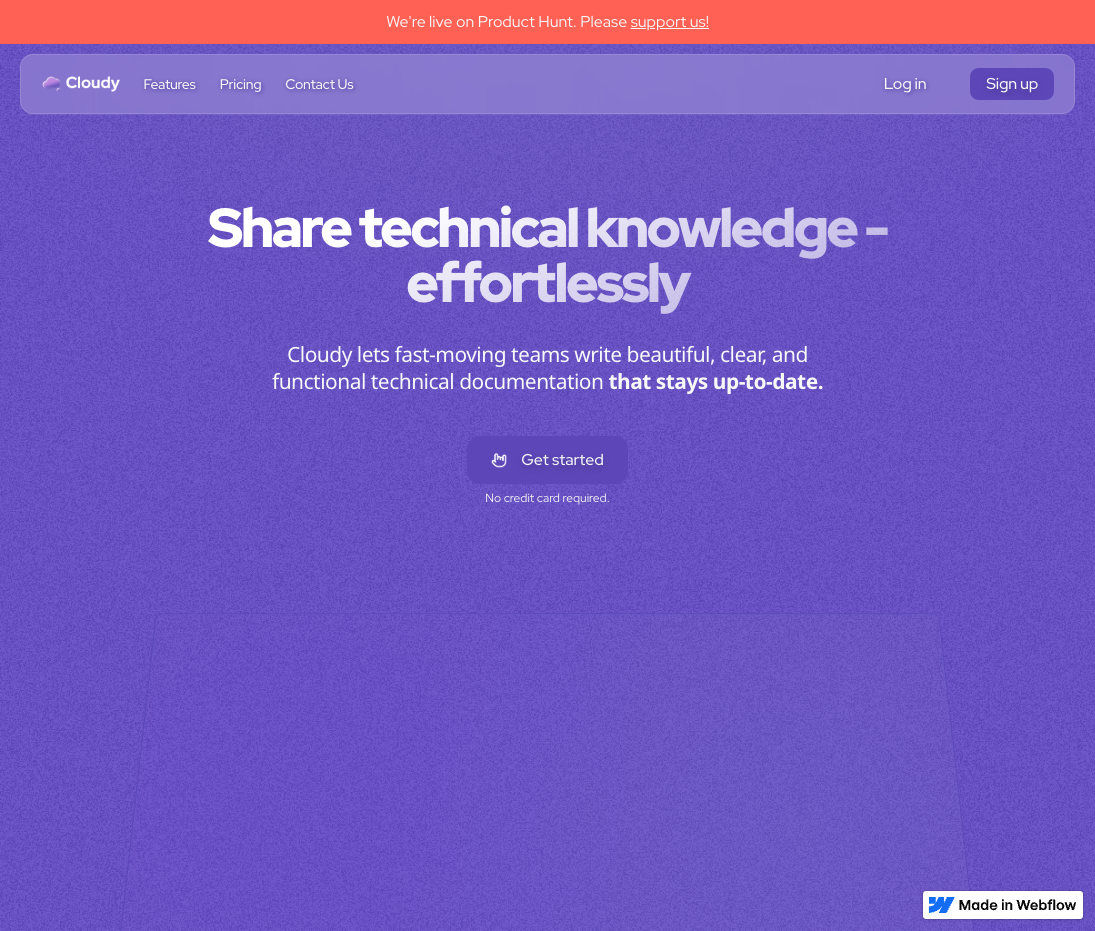 We're live on Product Hunt. Please support us!
Cloudy Features Pricing Contact Us Log in Sign up
Share technical knowledge -
effortlessly
Cloudy lets fast-moving teams write beautiful, clear, and
functional technical documentation that stays up-to-date.
Get started
No credit card required.
Made in Webflow